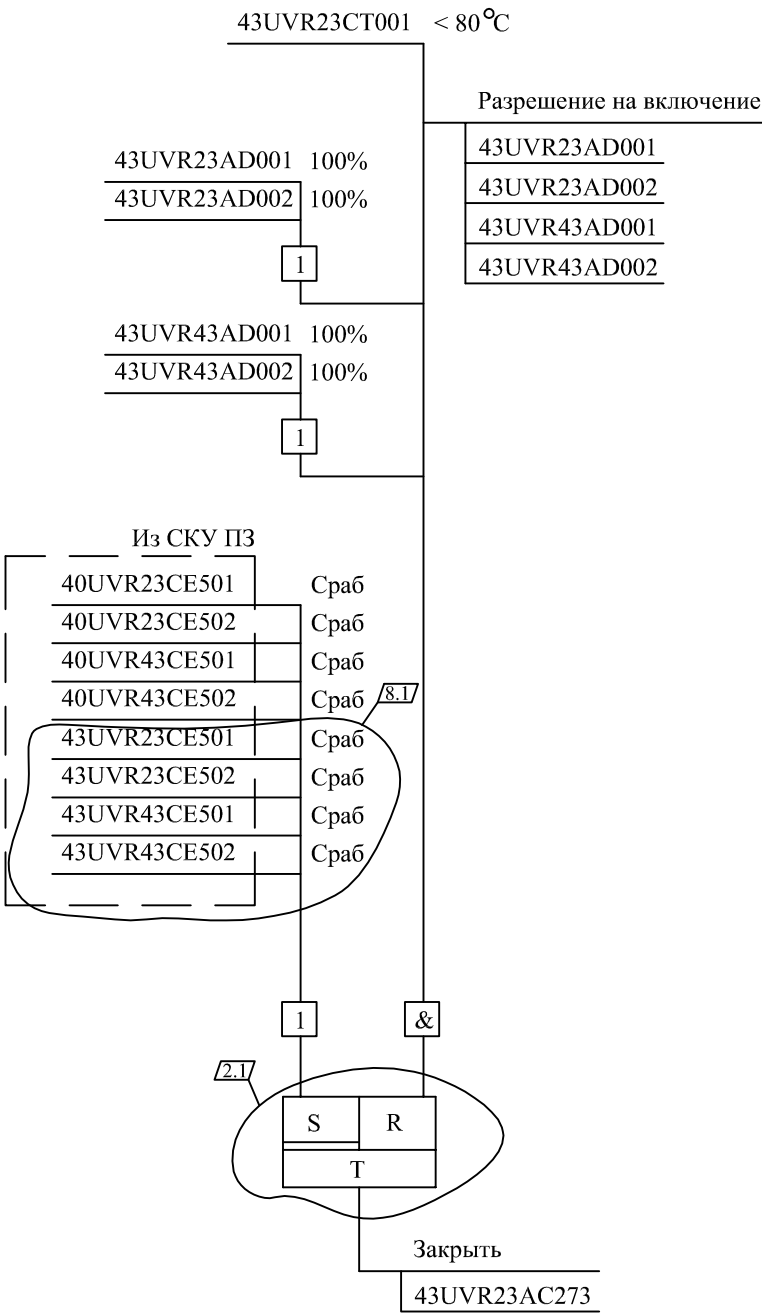 43UVR23CT001 < 80°C
Разрешение на включение
43UVR23AD001
43UVR23AD002
43UVR43AD001
43UVR43AD002
43UVR23AD001 100%
43UVR23AD002 100%
1
43UVR43AD001 100%
43UVR43AD002 100%
1
Из СКУ ПЗ
40UVR23CE501 Сраб
40UVR23CE502 Сраб
40UVR43CE501 Сраб
40UVR43CE502 Сраб
8.1
43UVR23CE501 Сраб
43UVR23CE502 Сраб
43UVR43CE501 Сраб
43UVR43CE502 Сраб
1 &
2.1
S R
T
Закрыть
43UVR23AC273